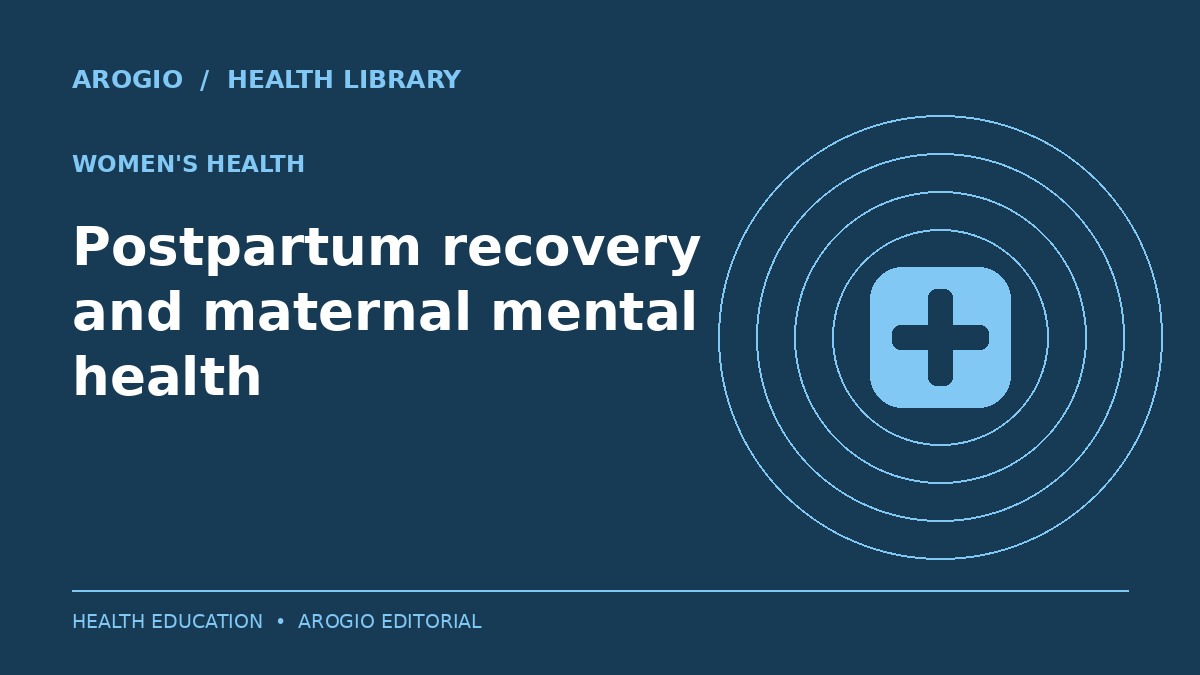 AROGIO / HEALTH LIBRARY
WOMEN'S HEALTH
Postpartum recovery
and maternal mental
health
HEALTH EDUCATION • AROGIO EDITORIAL